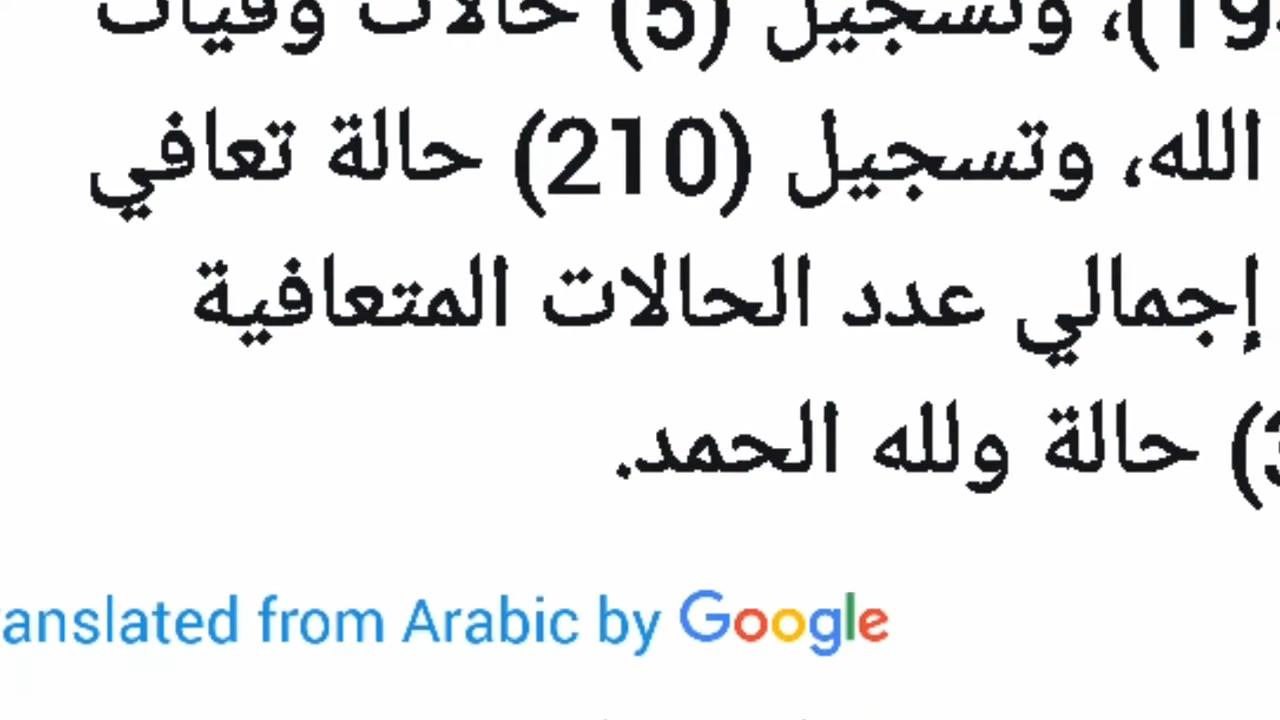 وتسجيل (5) حالات وفيات
الله، وتسجيل (210) حالة تعافي
إجمالي عدد الحالات المتعافية
حالة ولله الحمد.
from Arabic by Google